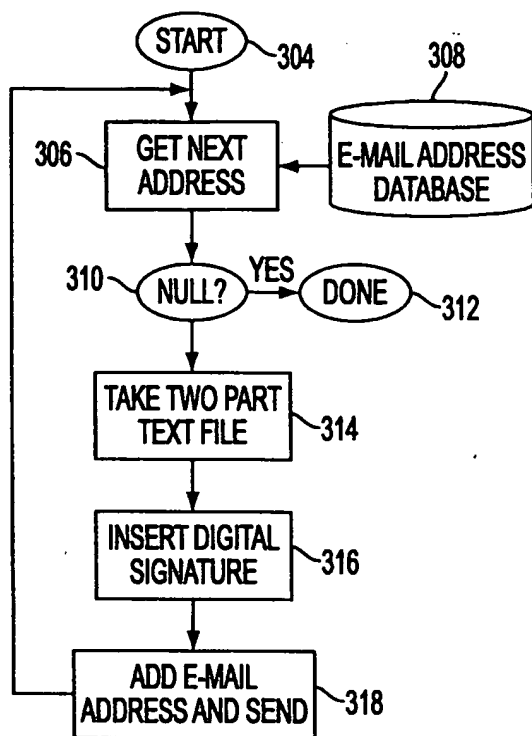 START
304
308
306
GET NEXT
ADDRESS
E-MAIL ADDRESS
DATABASE
310
NULL?
YES
DONE
312
TAKE TWO PART
TEXT FILE
314
INSERT DIGITAL
SIGNATURE
316
ADD E-MAIL
ADDRESS AND SEND
318